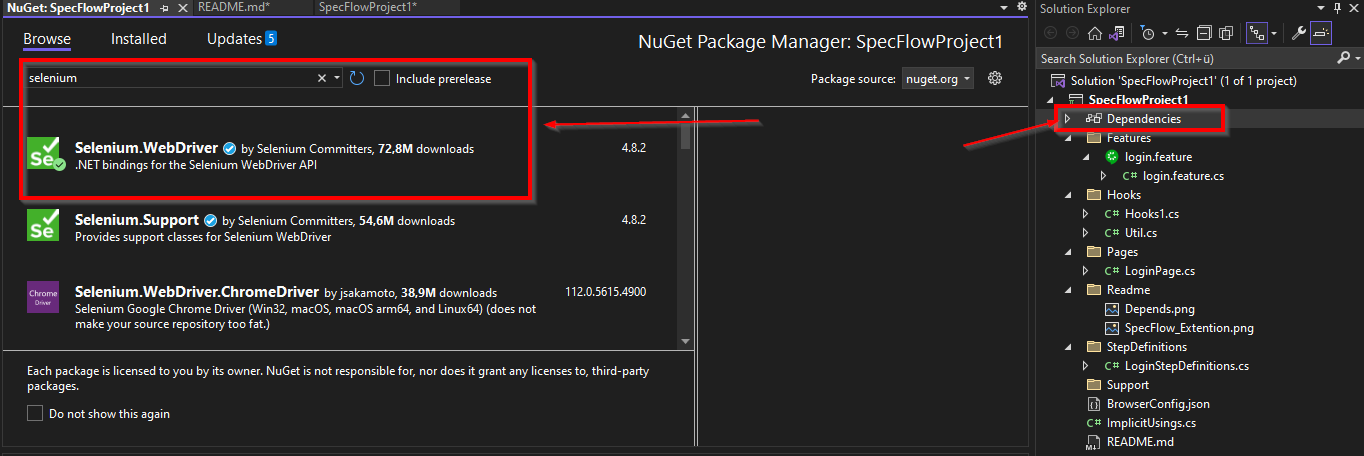 NuGet: SpecFlowProject1
README.md*
SpecFlowProject1*
Browse
Installed
Updates 5
NuGet Package Manager: SpecFlowProject1
selenium
Include prerelease
Package source: nuget.org
Se
Selenium.WebDriver by Selenium Committers, 72,8M downloads
4.8.2
.NET bindings for the Selenium WebDriver API
Se
Selenium.Support by Selenium Committers, 54,6M downloads
4.8.2
Provides support classes for Selenium WebDriver
Chrome
Driver
Selenium.WebDriver.ChromeDriver by jsakamoto, 38,9M downloads
112.0.5615.4900
Selenium Google Chrome Driver (Win32, macOS, macOS arm64, and Linux64) (does
not make your source repository too fat.)
Each package is licensed to you by its owner. NuGet is not responsible for, nor does it grant any licenses to, third-party
packages.
Do not show this again
Solution Explorer
Search Solution Explorer (Ctrl+ü)
Solution 'SpecFlowProject1' (1 of 1 project)
SpecFlowProject1
Dependencies
Features
login.feature
C# login.feature.cs
Hooks
C# Hooks1.cs
C# Util.cs
Pages
C# LoginPage.cs
Readme
Depends.png
SpecFlow_Extention.png
StepDefinitions
C# LoginStepDefinitions.cs
Support
BrowserConfig.json
C# ImplicitUsings.cs
README.md